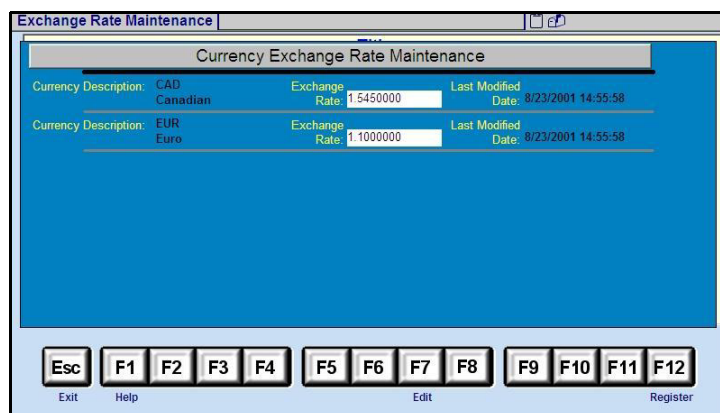 Exchange Rate Maintenance
Currency Exchange Rate Maintenance
Currency Description: CAD Exchange Last Modified
Canadian Rate: 1.5450000 Date: 8/23/2001 14:55:58
Currency Description: EUR Exchange Last Modified
Euro Rate: 1.1000000 Date: 8/23/2001 14:55:58
Esc F1 F2 F3 F4 F5 F6 F7 F8 F9 F10 F11 F12
Exit Help Edit Register